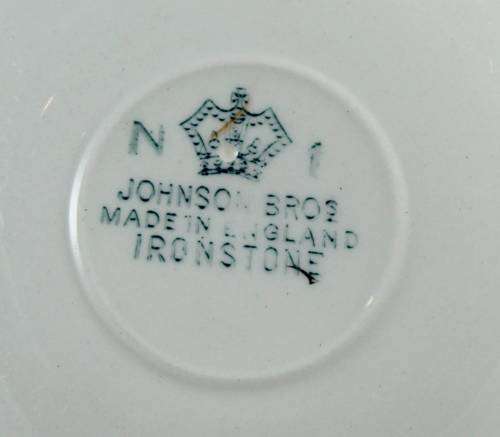 N 1
JOHNSON BROS
MADE IN ENGLAND
IRONSTONE